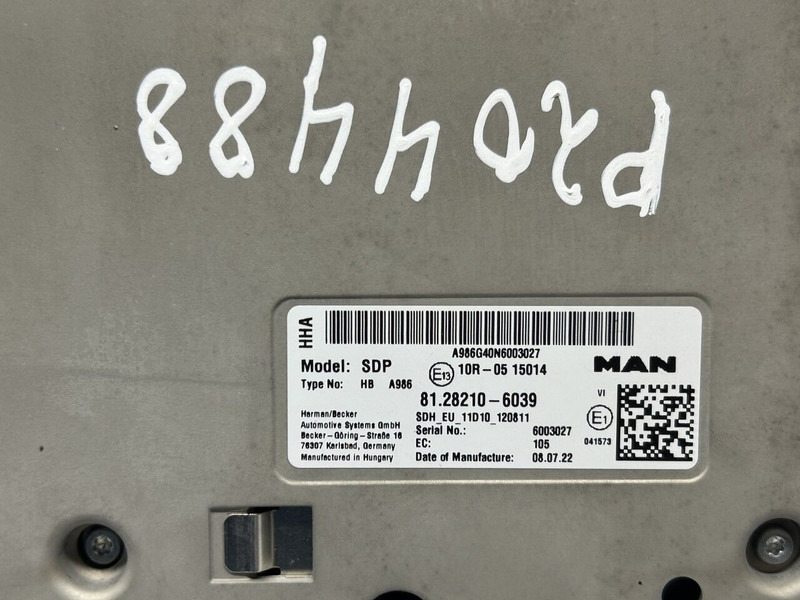 P204488
HHA
A986G40N6003027
Model: SDP
E13 10R-05 15014
MAN
Type No: HB A986
81.28210-6039
VI
E1
041573
SDH_EU_11D10_120811
Harman/Becker
Automotive Systems GmbH
Becker-Göring-Straße 16
76307 Karlsbad, Germany
Manufactured in Hungary
Serial No.: 6003027
EC: 105
Date of Manufacture: 08.07.22